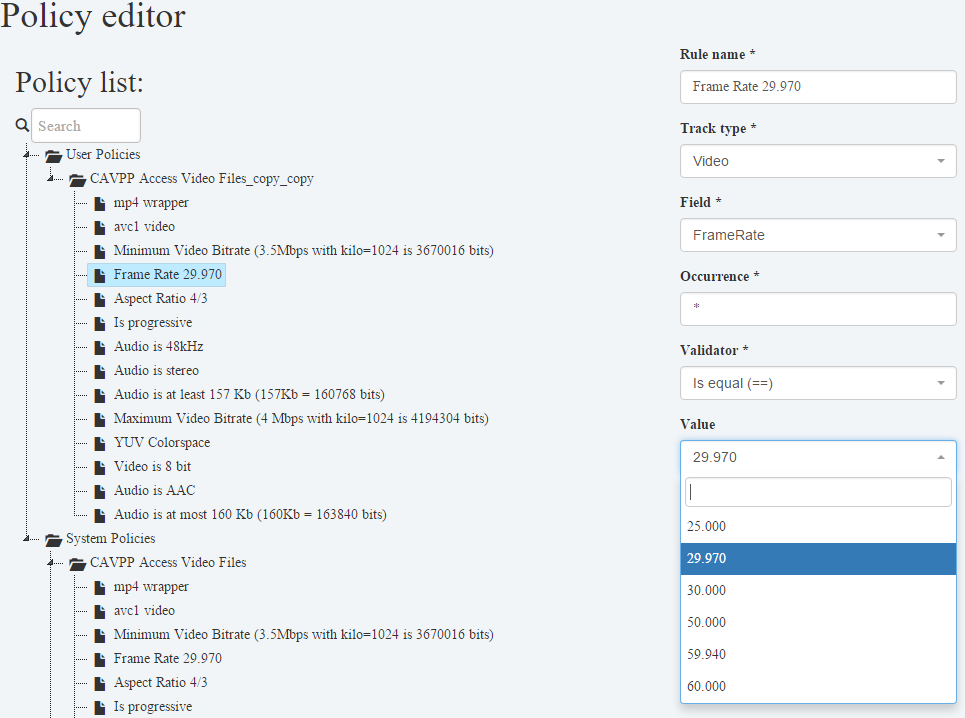 Policy editor
Policy list:
Search
User Policies
CAVPP Access Video Files_copy_copy
mp4 wrapper
avc1 video
Minimum Video Bitrate (3.5Mbps with kilo=1024 is 3670016 bits)
Frame Rate 29.970
Aspect Ratio 4/3
Is progressive
Audio is 48kHz
Audio is stereo
Audio is at least 157 Kb (157Kb = 160768 bits)
Maximum Video Bitrate (4 Mbps with kilo=1024 is 4194304 bits)
YUV Colorspace
Video is 8 bit
Audio is AAC
Audio is at most 160 Kb (160Kb = 163840 bits)
System Policies
CAVPP Access Video Files
mp4 wrapper
avc1 video
Minimum Video Bitrate (3.5Mbps with kilo=1024 is 3670016 bits)
Frame Rate 29.970
Aspect Ratio 4/3
Is progressive
Rule name *
Frame Rate 29.970
Track type *
Video
Field *
FrameRate
Occurrence *
*
Validator *
Is equal (==)
Value
29.970
25.000
29.970
30.000
50.000
59.940
60.000